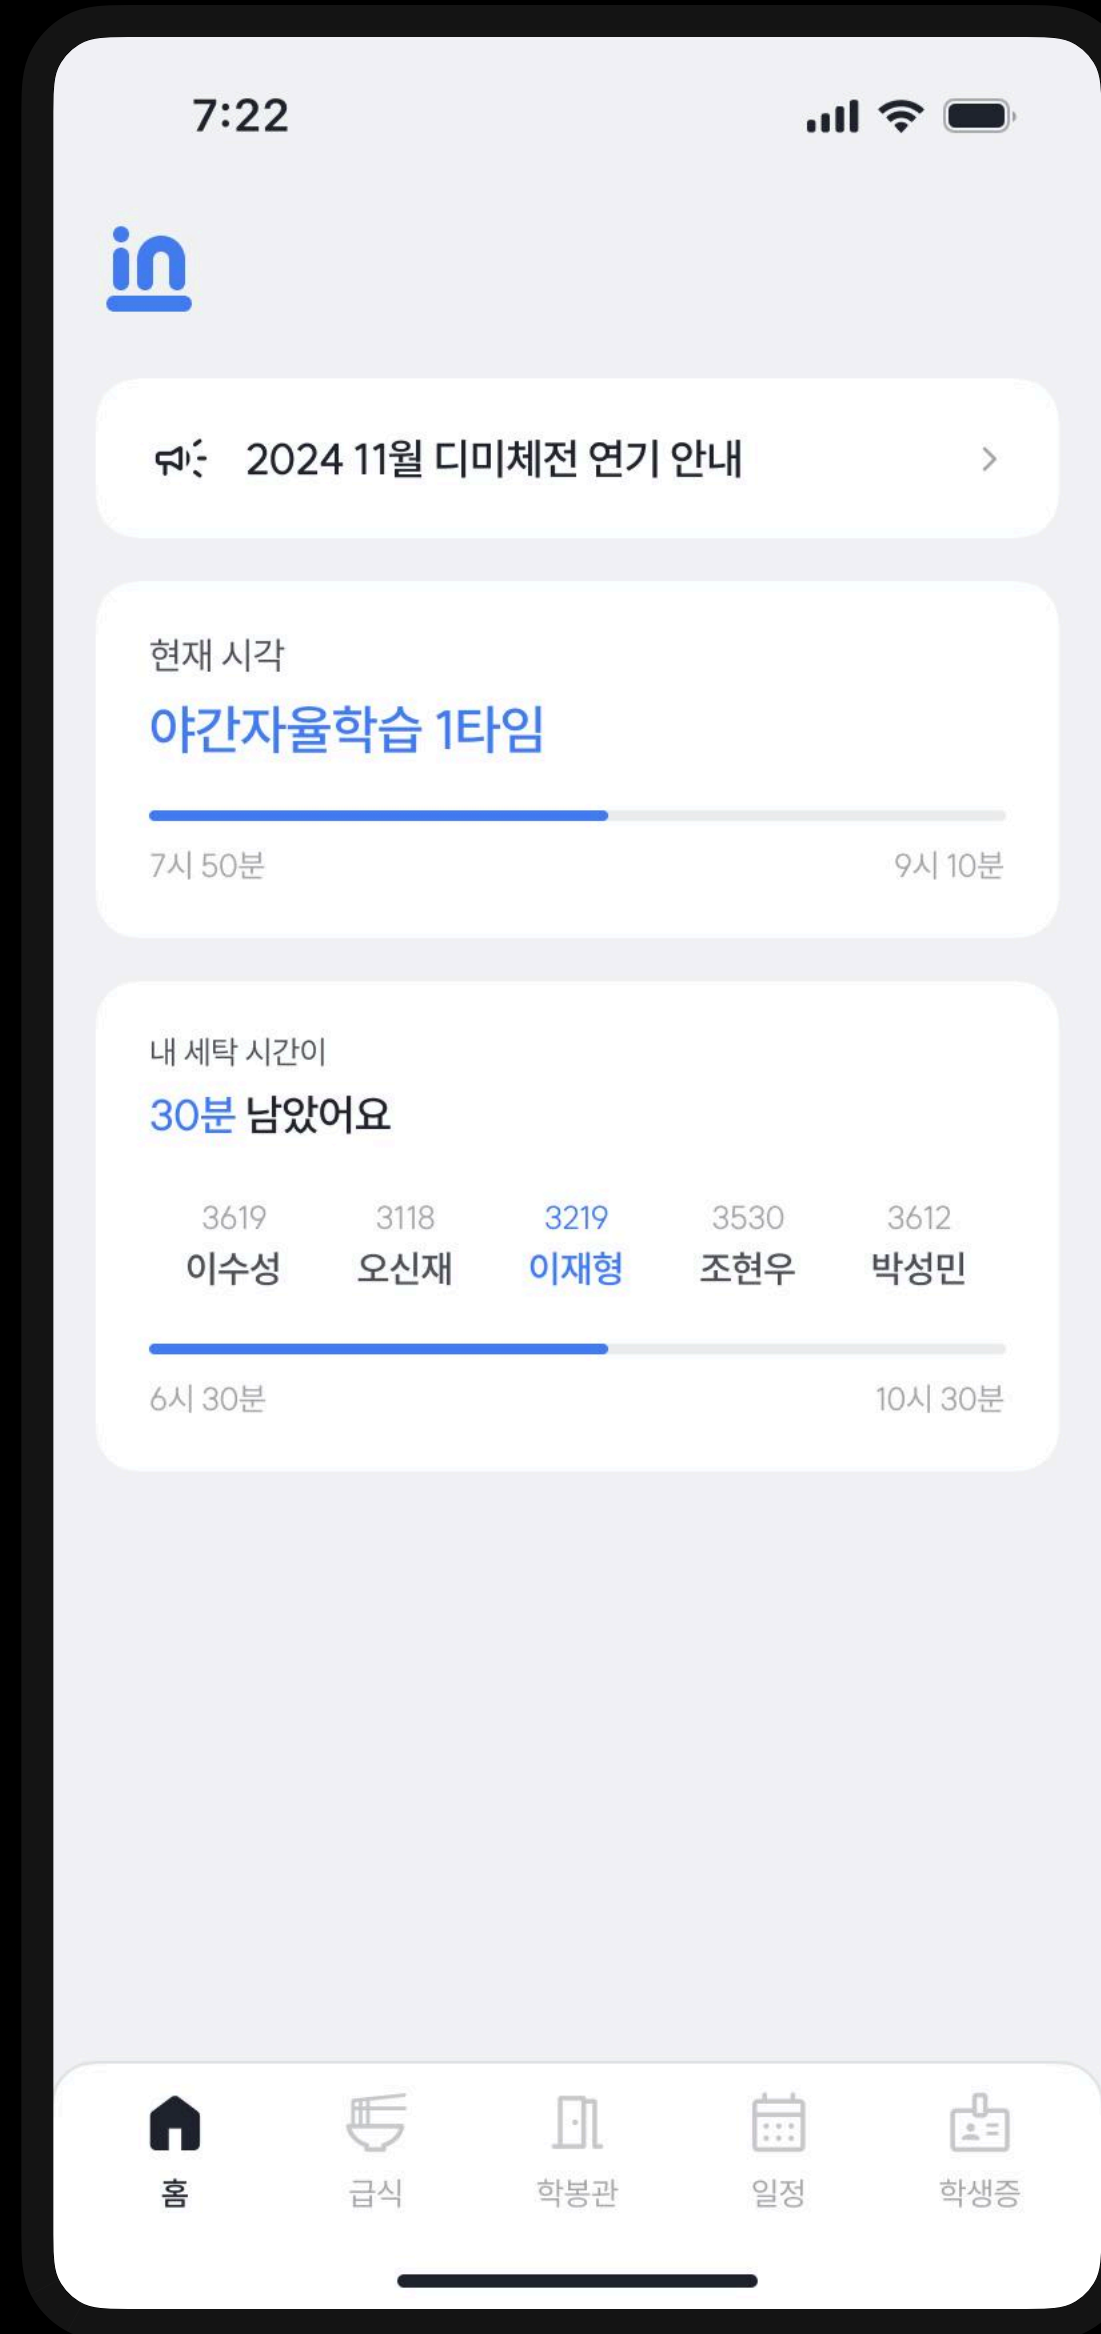 7:22
in
2024 11월 디미체전 연기 안내
현재 시각
야간자율학습 1타임
7시 50분 9시 10분
내 세탁 시간이
30분 남았어요
3619 3118 3219 3530 3612
이수성 오신재 이재형 조현우 박성민
6시 30분 10시 30분
홈 급식 학봉관 일정 학생증